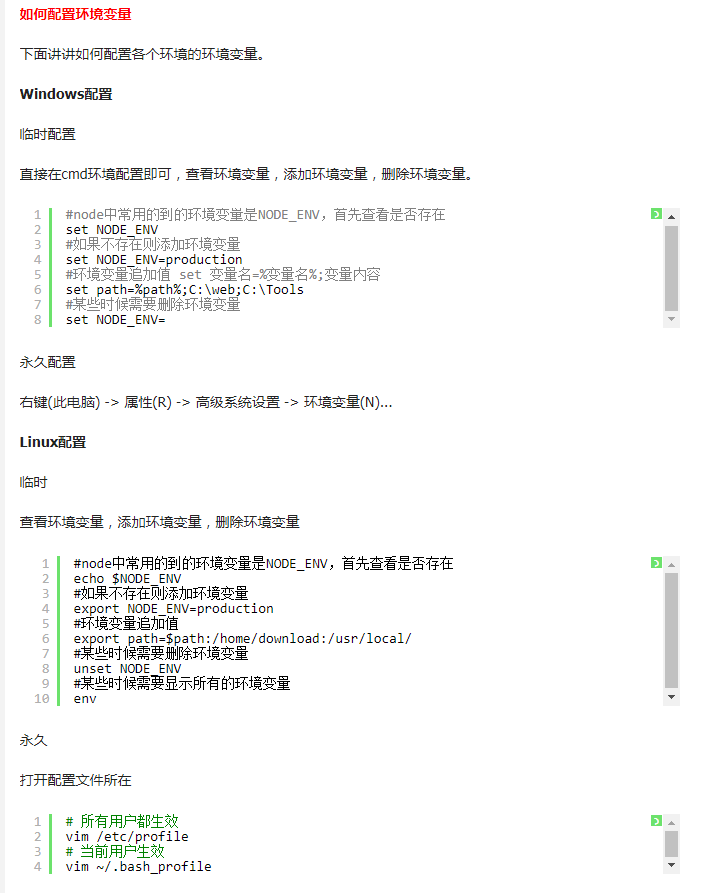 如何配置环境变量
下面讲讲如何配置各个环境的环境变量。
Windows配置
临时配置
直接在cmd环境配置即可，查看环境变量，添加环境变量，删除环境变量。
1 #node中常用的到的环境变量是NODE_ENV，首先查看是否存在
2 set NODE_ENV
3 #如果不存在则添加环境变量
4 set NODE_ENV=production
5 #环境变量追加值 set 变量名=%变量名%;变量内容
6 set path=%path%;C:\web;C:\Tools
7 #某些时候需要删除环境变量
8 set NODE_ENV=
永久配置
右键(此电脑) -> 属性(R) -> 高级系统设置 -> 环境变量(N)...
Linux配置
临时
查看环境变量，添加环境变量，删除环境变量
1 #node中常用的到的环境变量是NODE_ENV，首先查看是否存在
2 echo $NODE_ENV
3 #如果不存在则添加环境变量
4 export NODE_ENV=production
5 #环境变量追加值
6 export path=$path:/home/download:/usr/local/
7 #某些时候需要删除环境变量
8 unset NODE_ENV
9 #某些时候需要显示所有的环境变量
10 env
永久
打开配置文件所在
1 # 所有用户都生效
2 vim /etc/profile
3 # 当前用户生效
4 vim ~/.bash_profile